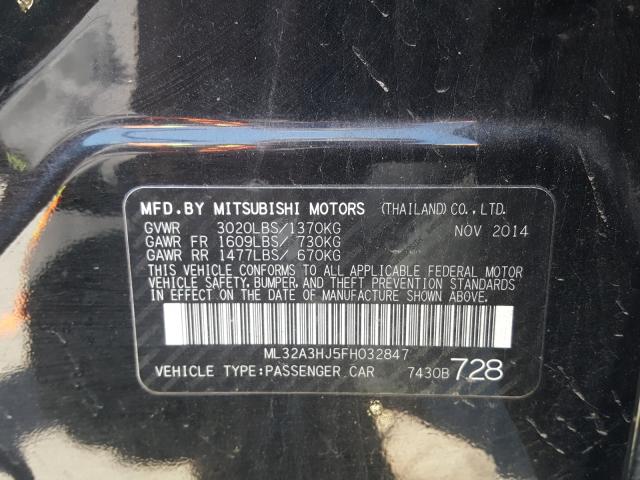 MFD.BY MITSUBISHI MOTORS (THAILAND)CO.,LTD.
GVWR 3020LBS/1370KG NOV 2014
GAWR FR 1609LBS/ 730KG
GAWR RR 1477LBS/ 670KG
THIS VEHICLE CONFORMS TO ALL APPLICABLE FEDERAL MOTOR
VEHICLE SAFETY, BUMPER, AND THEFT PREVENTION STANDARDS
IN EFFECT ON THE DATE OF MANUFACTURE SHOWN ABOVE.
ML32A3HJ5FH032847
VEHICLE TYPE:PASSENGER CAR 7430B 728